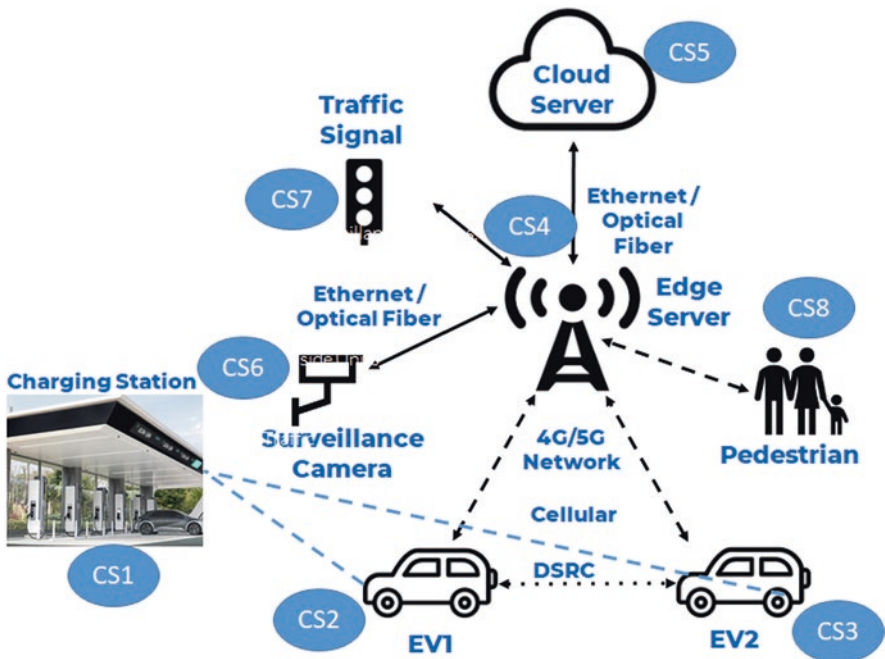 CS5
Cloud
Server
Traffic
Signal
CS7
CS4
Ethernet /
Optical
Fiber
Ethernet /
Optical Fiber
Edge
Server
CS8
CS6
Charging Station
Surveillance
Camera
4G/5G
Network
Pedestrian
Cellular
CS1
DSRC
CS2
EV1
EV2
CS3